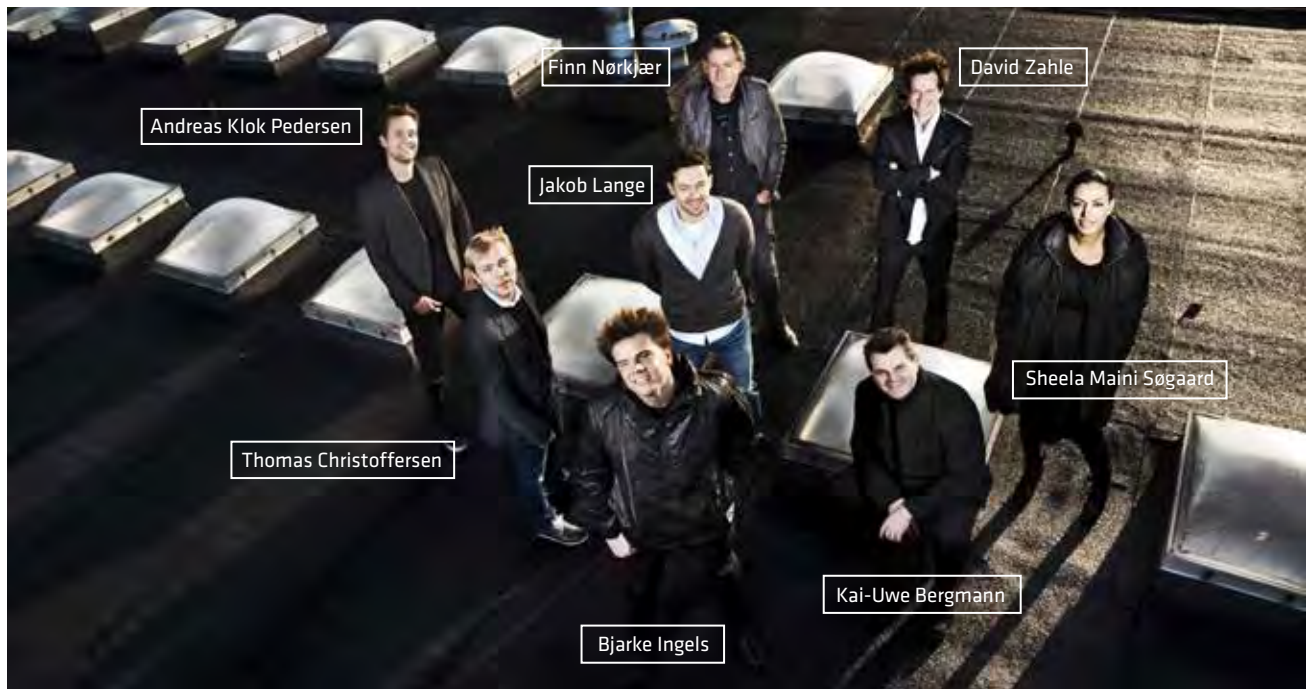 Finn Nørkjær
David Zahle
Andreas Klok Pedersen
Jakob Lange
Sheela Maini Søgaard
Thomas Christoffersen
Kai-Uwe Bergmann
Bjarke Ingels